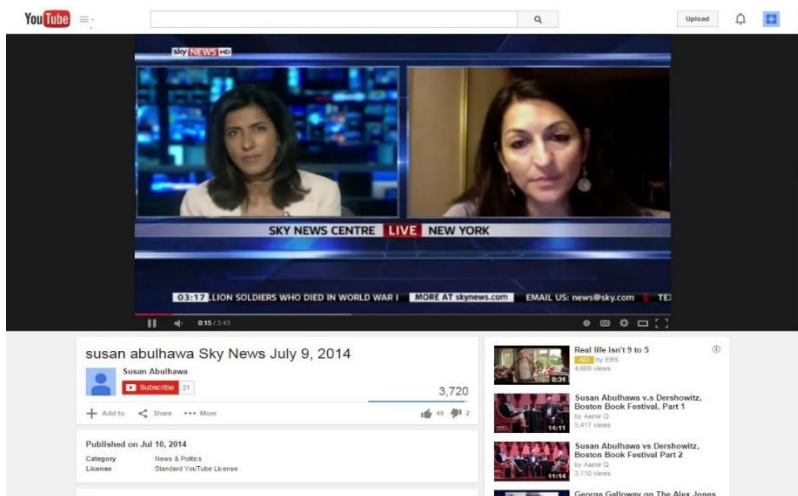 YouTube
Upload
sky NEWS HD
SKY NEWS CENTRE LIVE NEW YORK
03:17 LLION SOLDIERS WHO DIED IN WORLD WAR I MORE AT skynews.com EMAIL US: news@sky.com TE
0:15 / 3:43
susan abulhawa Sky News July 9, 2014
Susan Abulhawa
Subscribe 21
3,720
Add to Share More
49 2
Published on Jul 10, 2014
Category News & Politics
License Standard YouTube License
Real life isn't 9 to 5
AD by EBS
4,689 views
0:31
Susan Abulhawa v.s Dershowitz,
Boston Book Festival, Part 1
by Aamir Q
5,417 views
14:11
Susan Abulhawa vs Dershowitz,
Boston Book Festival Part 2
by Aamir Q
3,110 views
11:14
George Galloway on The Alex Jones